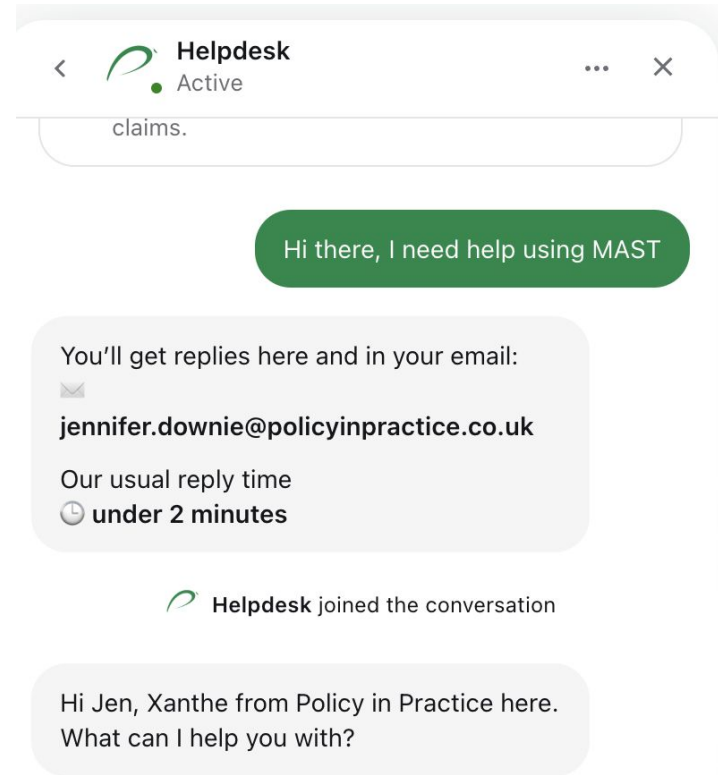 Helpdesk
Active
claims.
Hi there, I need help using MAST
You’ll get replies here and in your email:
jennifer.downie@policyinpractice.co.uk
Our usual reply time
under 2 minutes
Helpdesk joined the conversation
Hi Jen, Xanthe from Policy in Practice here.
What can I help you with?